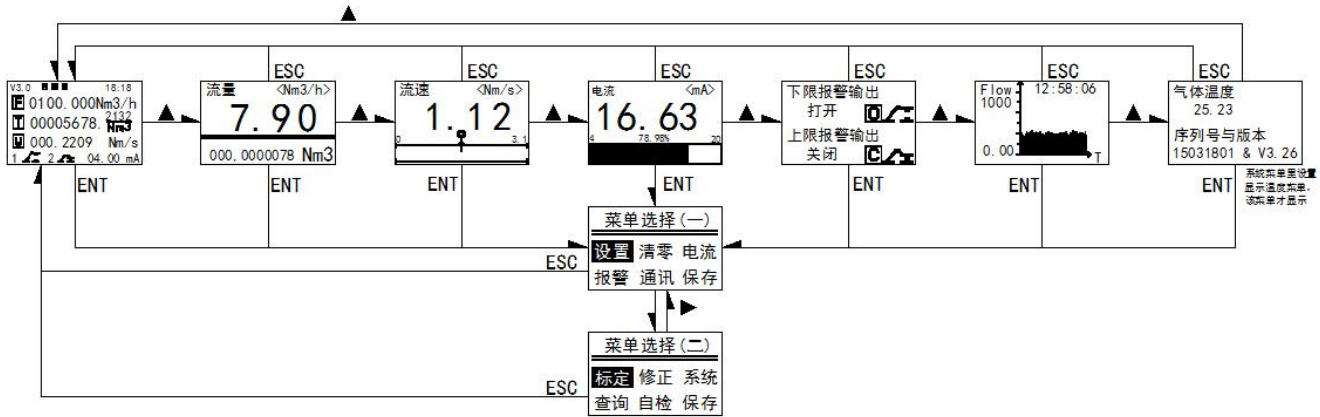 ESC
ESC
ESC
ESC
ESC
ESC
V3.0 18:18
F 0100.000Nm3/h
T 00005678.2132 Nm3
W 000.2209 Nm/s
1 2 04.00 mA
流量 <Nm3/h>
7.90
000.0000078 Nm3
流速 <Nm/s>
1.12
0 3.1
电流 <mA>
16.63
4 78.98% 20
下限报警输出
打开 O
上限报警输出
关闭 C
Flow 12:58:06
1000
0.00
T
气体温度
25.23
序列号与版本
15031801 & V3.26
ENT
ENT
ENT
ENT
ENT
ENT
ENT
系统菜单里设置
显示温度菜单，
该菜单才显示
菜单选择(一)
设置 清零 电流
报警 通讯 保存
ESC
菜单选择(二)
标定 修正 系统
查询 自检 保存
ESC